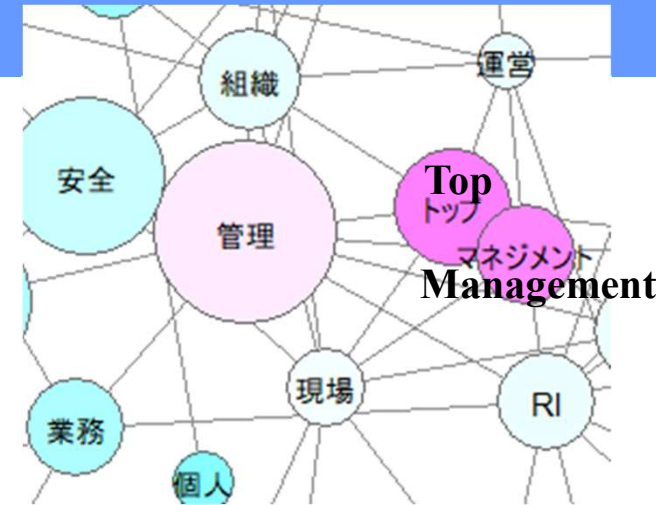 組織
運営
安全
Top
トップ
管理
マネジメント
Management
現場
RI
業務
個人